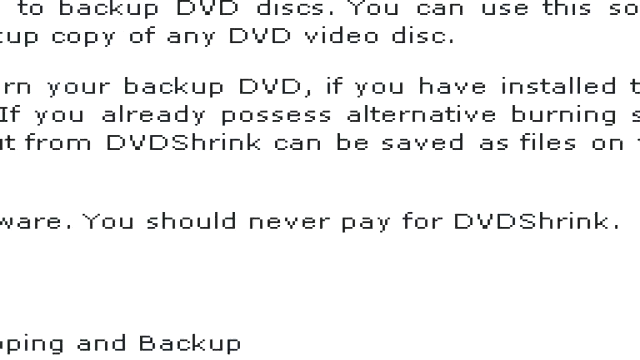 to backup DVD discs. You can use this so
up copy of any DVD video disc.
rn your backup DVD, if you have installed t
If you already possess alternative burning s
t from DVDShrink can be saved as files on
ware. You should never pay for DVDShrink.
ping and Backup